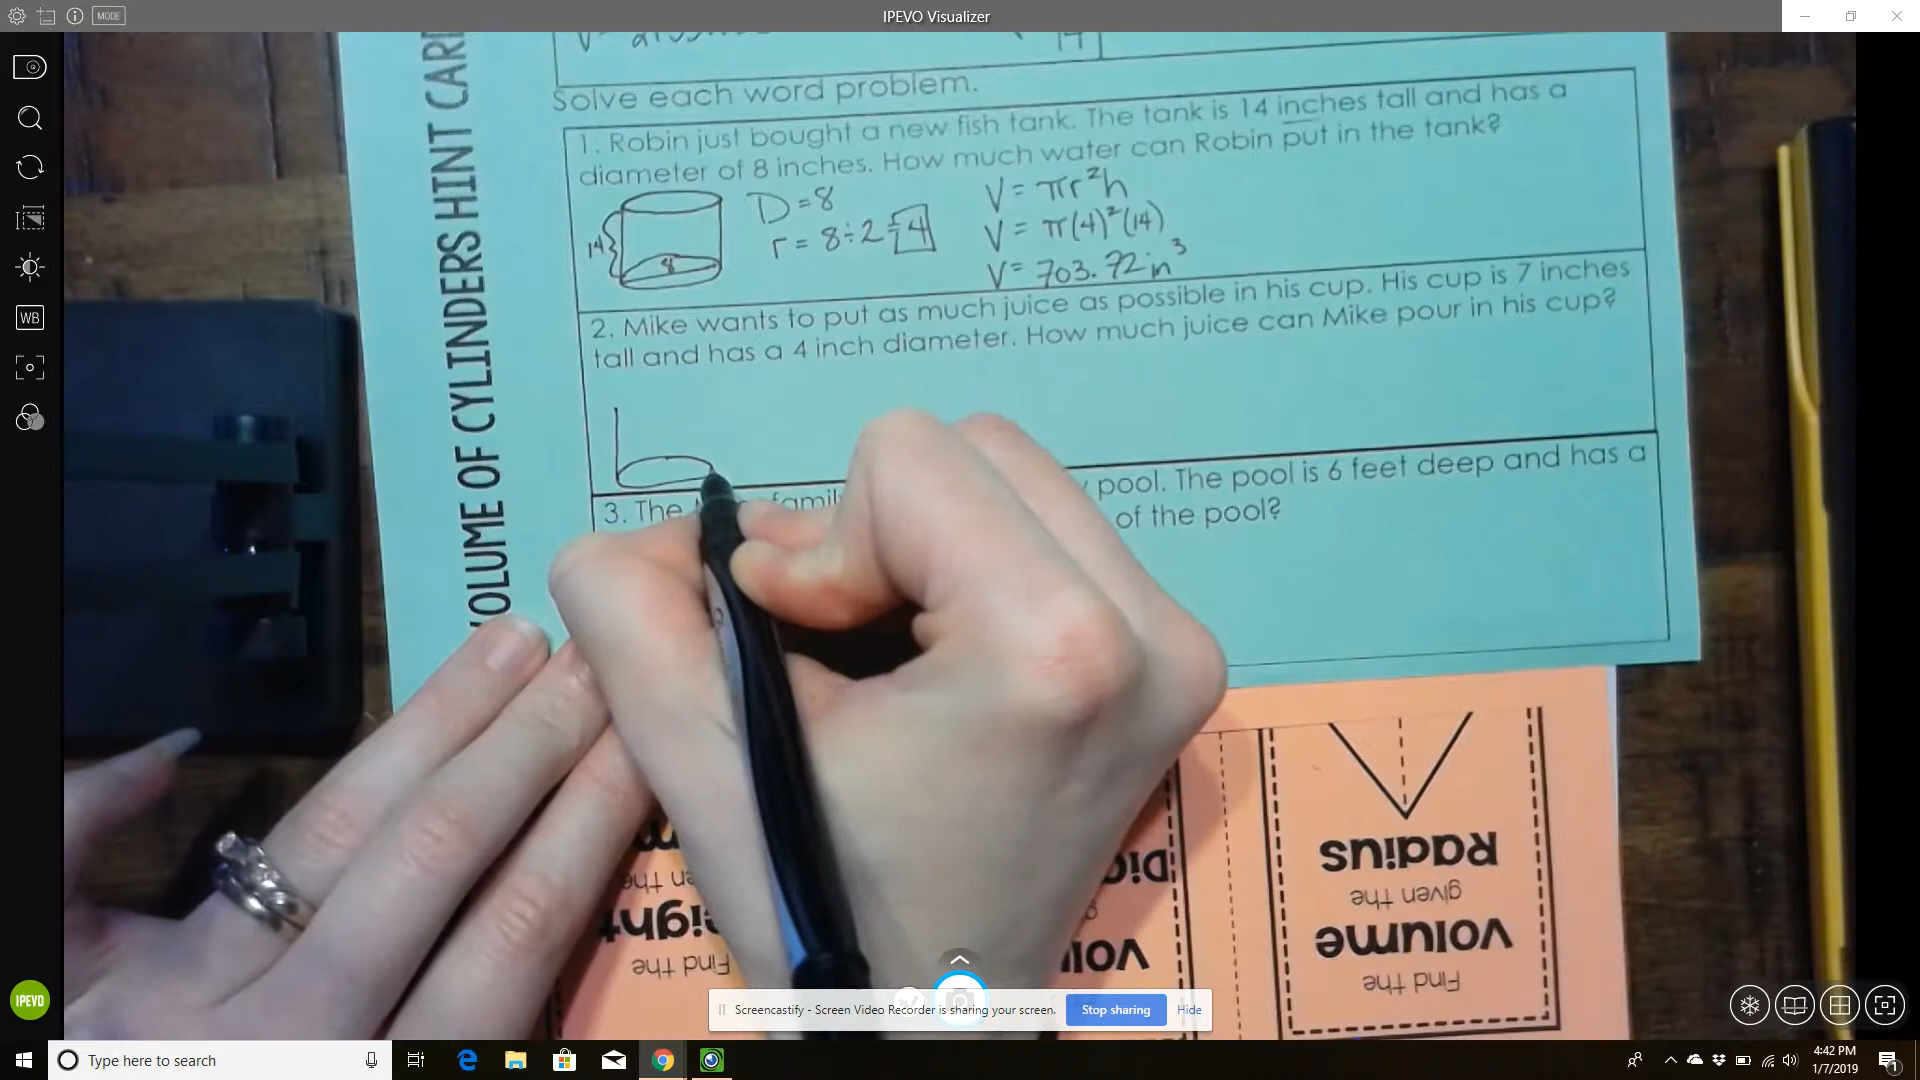 MODE
IPEVO Visualizer
Solve each word problem.
1. Robin just bought a new fish tank. The tank is 14 inches tall and has a
diameter of 8 inches. How much water can Robin put in the tank?
14
8
D = 8
r = 8 ÷ 2 = 4
V = πr²h
V = π(4)²(14)
V = 703.72 in³
2. Mike wants to put as much juice as possible in his cup. His cup is 7 inches
tall and has a 4 inch diameter. How much juice can Mike pour in his cup?
3. The family pool. The pool is 6 feet deep and has a
of the pool?
VOLUME OF CYLINDERS HINT CARD
WB
Find the
volume
given the
Radius
Find the
IPEVO
Screencastify - Screen Video Recorder is sharing your screen.
Stop sharing
Hide
Type here to search
4:42 PM
1/7/2019
1